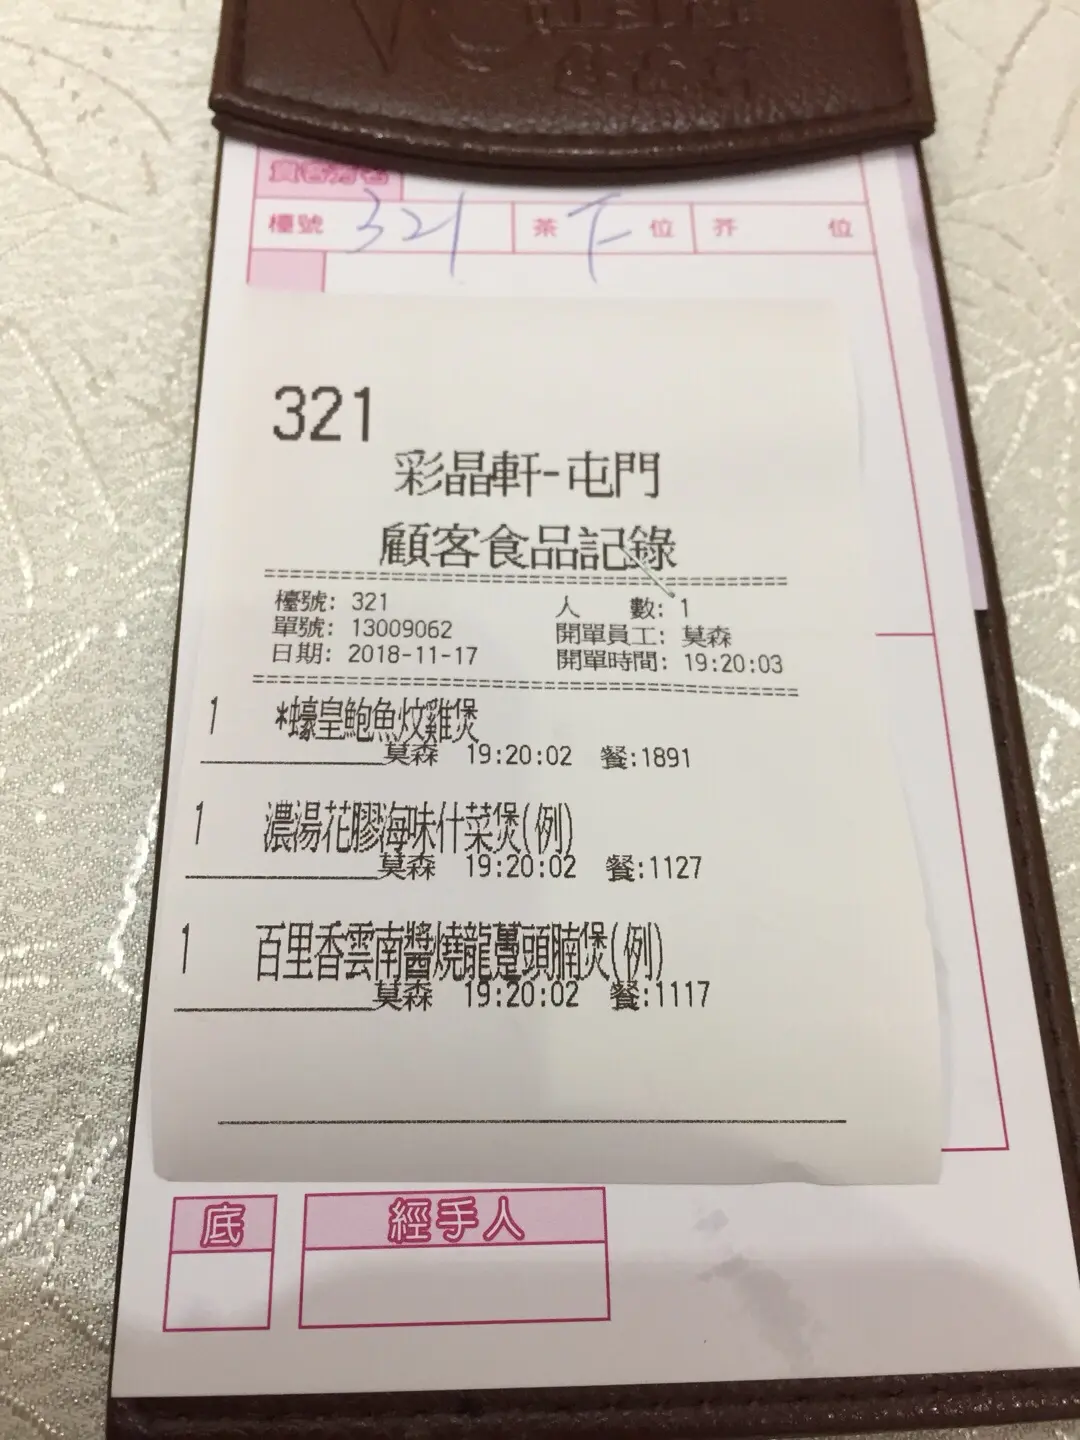 檯號 321 茶 位 芥 位
321
彩晶軒-屯門
顧客食品記錄
檯號: 321 人 數: 1
單號: 13009062 開單員工: 莫森
日期: 2018-11-17 開單時間: 19:20:03
1 *蠔皇鮑魚炆雞煲
莫森 19:20:02 餐:1891
1 濃湯花膠海味什菜煲(例)
莫森 19:20:02 餐:1127
1 百里香雲南醬燒龍躉頭腩煲(例)
莫森 19:20:02 餐:1117
底 經手人